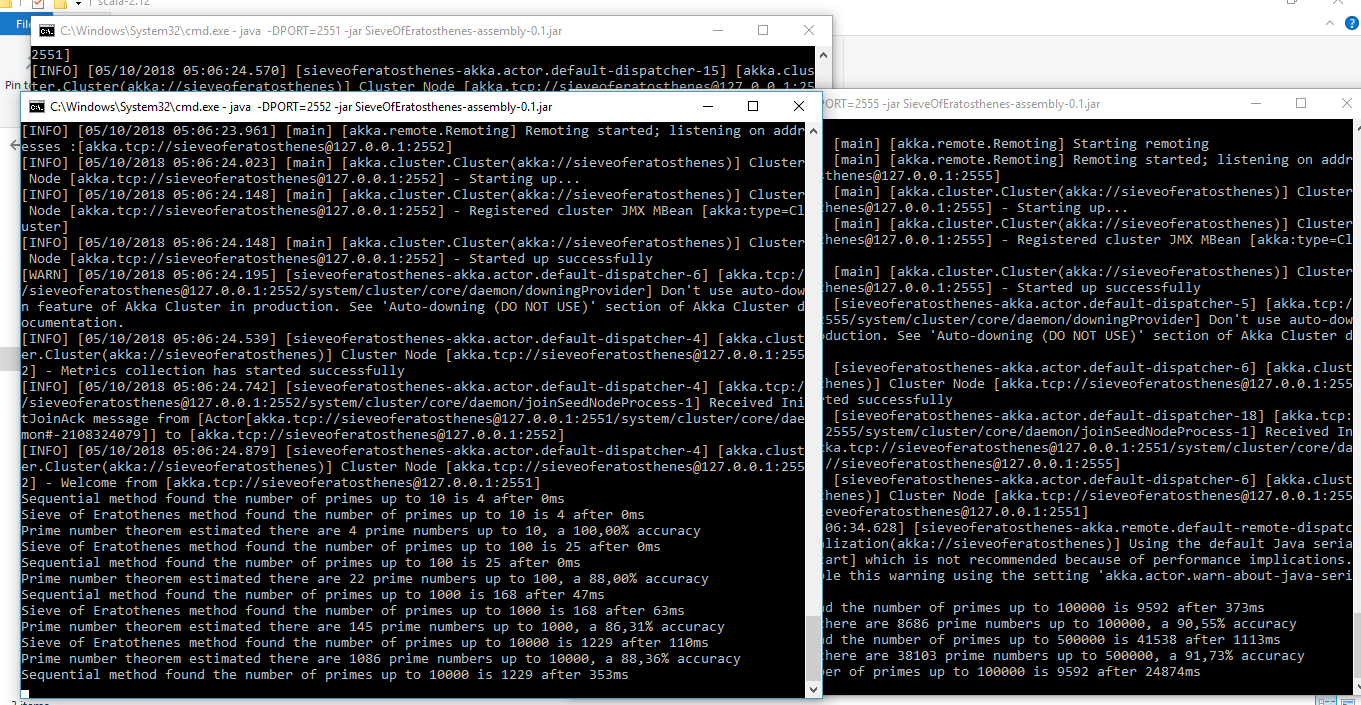 scala-2.12
File
Pin t
C:\Windows\System32\cmd.exe - java -DPORT=2551 -jar SieveOfEratosthenes-assembly-0.1.jar
2551]
[INFO] [05/10/2018 05:06:24.570] [sieveoferatosthenes-akka.actor.default-dispatcher-15] [akka.clus
ter.Cluster(akka://sieveoferatosthenes)] Cluster Node [akka.tcp://sieveoferatosthenes@127.0.0.1:25
C:\Windows\System32\cmd.exe - java -DPORT=2552 -jar SieveOfEratosthenes-assembly-0.1.jar
[INFO] [05/10/2018 05:06:23.961] [main] [akka.remote.Remoting] Remoting started; listening on addr
esses :[akka.tcp://sieveoferatosthenes@127.0.0.1:2552]
[INFO] [05/10/2018 05:06:24.023] [main] [akka.cluster.Cluster(akka://sieveoferatosthenes)] Cluster
Node [akka.tcp://sieveoferatosthenes@127.0.0.1:2552] - Starting up...
[INFO] [05/10/2018 05:06:24.148] [main] [akka.cluster.Cluster(akka://sieveoferatosthenes)] Cluster
Node [akka.tcp://sieveoferatosthenes@127.0.0.1:2552] - Registered cluster JMX MBean [akka:type=Cl
uster]
[INFO] [05/10/2018 05:06:24.148] [main] [akka.cluster.Cluster(akka://sieveoferatosthenes)] Cluster
Node [akka.tcp://sieveoferatosthenes@127.0.0.1:2552] - Started up successfully
[WARN] [05/10/2018 05:06:24.195] [sieveoferatosthenes-akka.actor.default-dispatcher-6] [akka.tcp:/
/sieveoferatosthenes@127.0.0.1:2552/system/cluster/core/daemon/downingProvider] Don't use auto-dow
n feature of Akka Cluster in production. See 'Auto-downing (DO NOT USE)' section of Akka Cluster d
ocumentation.
[INFO] [05/10/2018 05:06:24.539] [sieveoferatosthenes-akka.actor.default-dispatcher-4] [akka.clust
er.Cluster(akka://sieveoferatosthenes)] Cluster Node [akka.tcp://sieveoferatosthenes@127.0.0.1:255
2] - Metrics collection has started successfully
[INFO] [05/10/2018 05:06:24.742] [sieveoferatosthenes-akka.actor.default-dispatcher-4] [akka.tcp:/
/sieveoferatosthenes@127.0.0.1:2552/system/cluster/core/daemon/joinSeedNodeProcess-1] Received Ini
tJoinAck message from [Actor[akka.tcp://sieveoferatosthenes@127.0.0.1:2551/system/cluster/core/dae
mon#-2108324079]] to [akka.tcp://sieveoferatosthenes@127.0.0.1:2552]
[INFO] [05/10/2018 05:06:24.879] [sieveoferatosthenes-akka.actor.default-dispatcher-4] [akka.clust
er.Cluster(akka://sieveoferatosthenes)] Cluster Node [akka.tcp://sieveoferatosthenes@127.0.0.1:255
2] - Welcome from [akka.tcp://sieveoferatosthenes@127.0.0.1:2551]
Sequential method found the number of primes up to 10 is 4 after 0ms
Sieve of Eratothenes method found the number of primes up to 10 is 4 after 0ms
Prime number theorem estimated there are 4 prime numbers up to 10, a 100,00% accuracy
Sieve of Eratothenes method found the number of primes up to 100 is 25 after 0ms
Sequential method found the number of primes up to 100 is 25 after 0ms
Prime number theorem estimated there are 22 prime numbers up to 100, a 88,00% accuracy
Sequential method found the number of primes up to 1000 is 168 after 47ms
Sieve of Eratothenes method found the number of primes up to 1000 is 168 after 63ms
Prime number theorem estimated there are 145 prime numbers up to 1000, a 86,31% accuracy
Sieve of Eratothenes method found the number of primes up to 10000 is 1229 after 110ms
Prime number theorem estimated there are 1086 prime numbers up to 10000, a 88,36% accuracy
Sequential method found the number of primes up to 10000 is 1229 after 353ms
PORT=2555 -jar SieveOfEratosthenes-assembly-0.1.jar
[main] [akka.remote.Remoting] Starting remoting
[main] [akka.remote.Remoting] Remoting started; listening on addr
thenes@127.0.0.1:2555]
[main] [akka.cluster.Cluster(akka://sieveoferatosthenes)] Cluster
henes@127.0.0.1:2555] - Starting up...
[main] [akka.cluster.Cluster(akka://sieveoferatosthenes)] Cluster
henes@127.0.0.1:2555] - Registered cluster JMX MBean [akka:type=Cl
[main] [akka.cluster.Cluster(akka://sieveoferatosthenes)] Cluster
henes@127.0.0.1:2555] - Started up successfully
[sieveoferatosthenes-akka.actor.default-dispatcher-5] [akka.tcp:/
2555/system/cluster/core/daemon/downingProvider] Don't use auto-dow
duction. See 'Auto-downing (DO NOT USE)' section of Akka Cluster d
[sieveoferatosthenes-akka.actor.default-dispatcher-6] [akka.clust
henes)] Cluster Node [akka.tcp://sieveoferatosthenes@127.0.0.1:255
ted successfully
[sieveoferatosthenes-akka.actor.default-dispatcher-18] [akka.tcp:
2555/system/cluster/core/daemon/joinSeedNodeProcess-1] Received In
ka.tcp://sieveoferatosthenes@127.0.0.1:2551/system/cluster/core/da
//sieveoferatosthenes@127.0.0.1:2555]
[sieveoferatosthenes-akka.actor.default-dispatcher-6] [akka.clust
henes)] Cluster Node [akka.tcp://sieveoferatosthenes@127.0.0.1:255
eveoferatosthenes@127.0.0.1:2551]
06:34.628] [sieveoferatosthenes-akka.remote.default-remote-dispatc
lization(akka://sieveoferatosthenes)] Using the default Java seria
art] which is not recommended because of performance implications.
le this warning using the setting 'akka.actor.warn-about-java-seri
d the number of primes up to 100000 is 9592 after 373ms
here are 8686 prime numbers up to 100000, a 90,55% accuracy
d the number of primes up to 500000 is 41538 after 1113ms
here are 38103 prime numbers up to 500000, a 91,73% accuracy
er of primes up to 100000 is 9592 after 24874ms